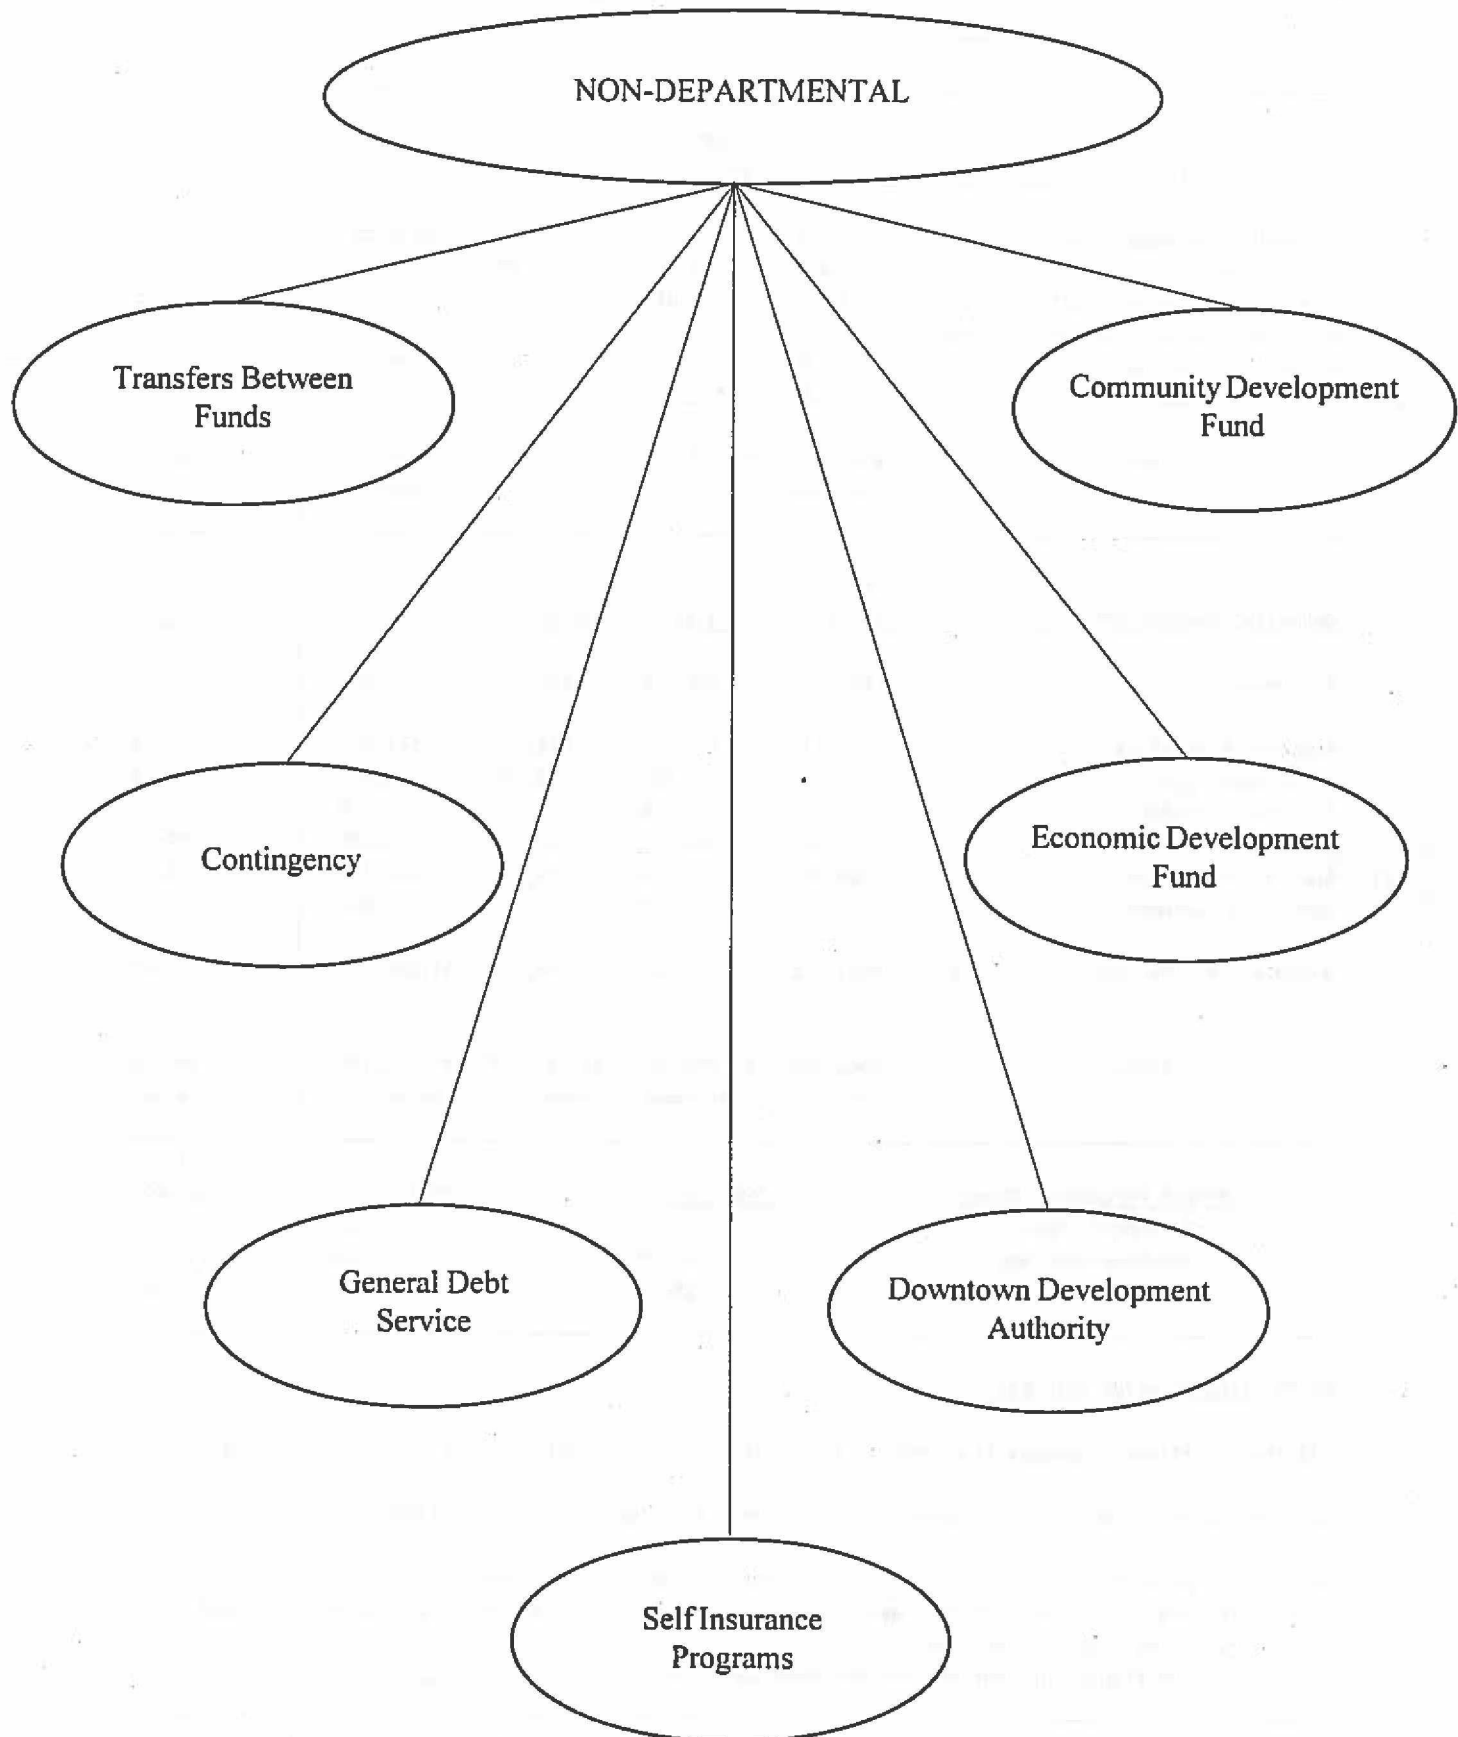 NON-DEPARTMENTAL
Transfers Between
Funds
Community Development
Fund
Contingency
Economic Development
Fund
General Debt
Service
Downtown Development
Authority
Self Insurance
Programs